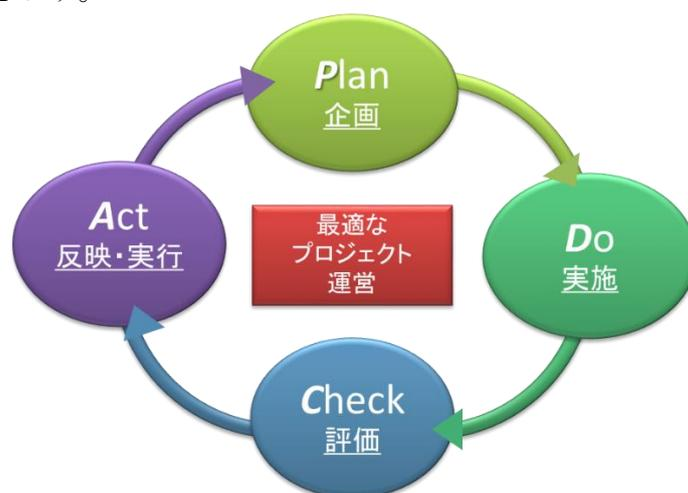 Plan
企画
Act
反映・実行
最適な
プロジェクト
運営
Do
実施
Check
評価